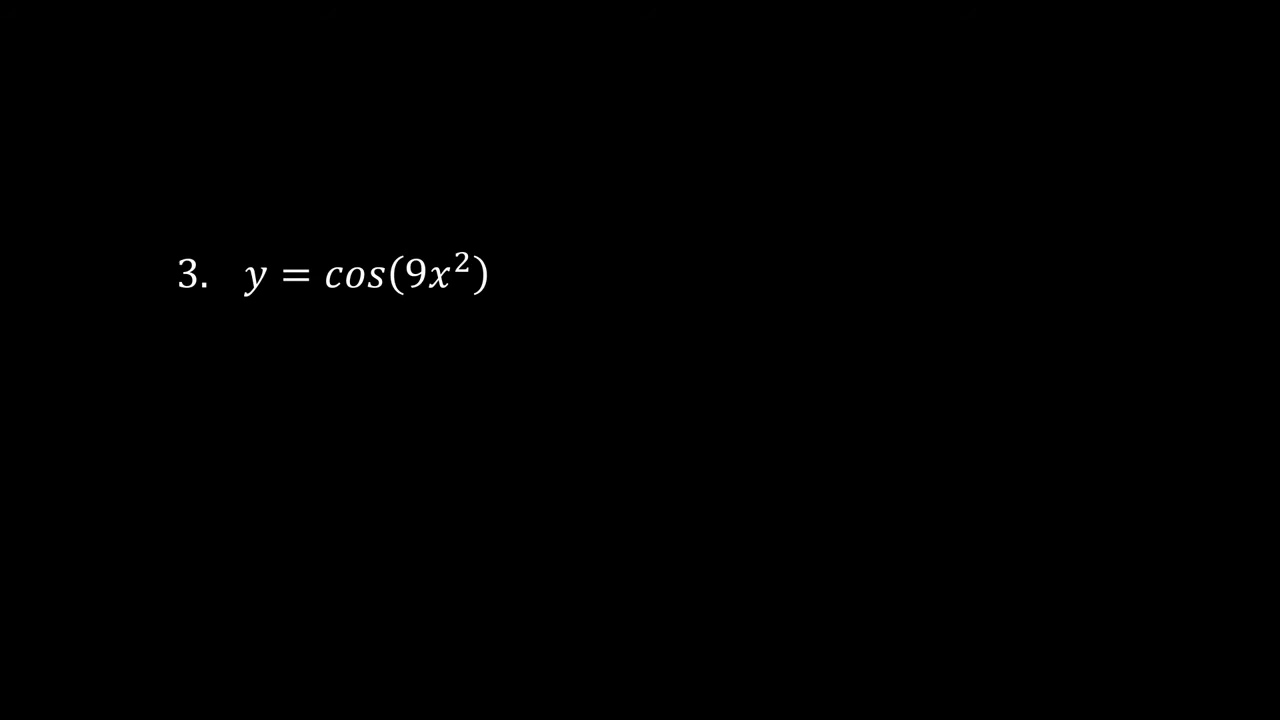 3. y = cos(9x²)